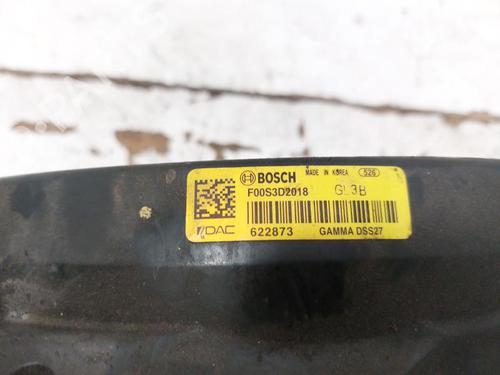 BOSCH MADE IN KOREA 526
F00S3D2018 GL3B
DAC 622873 GAMMA DSS27